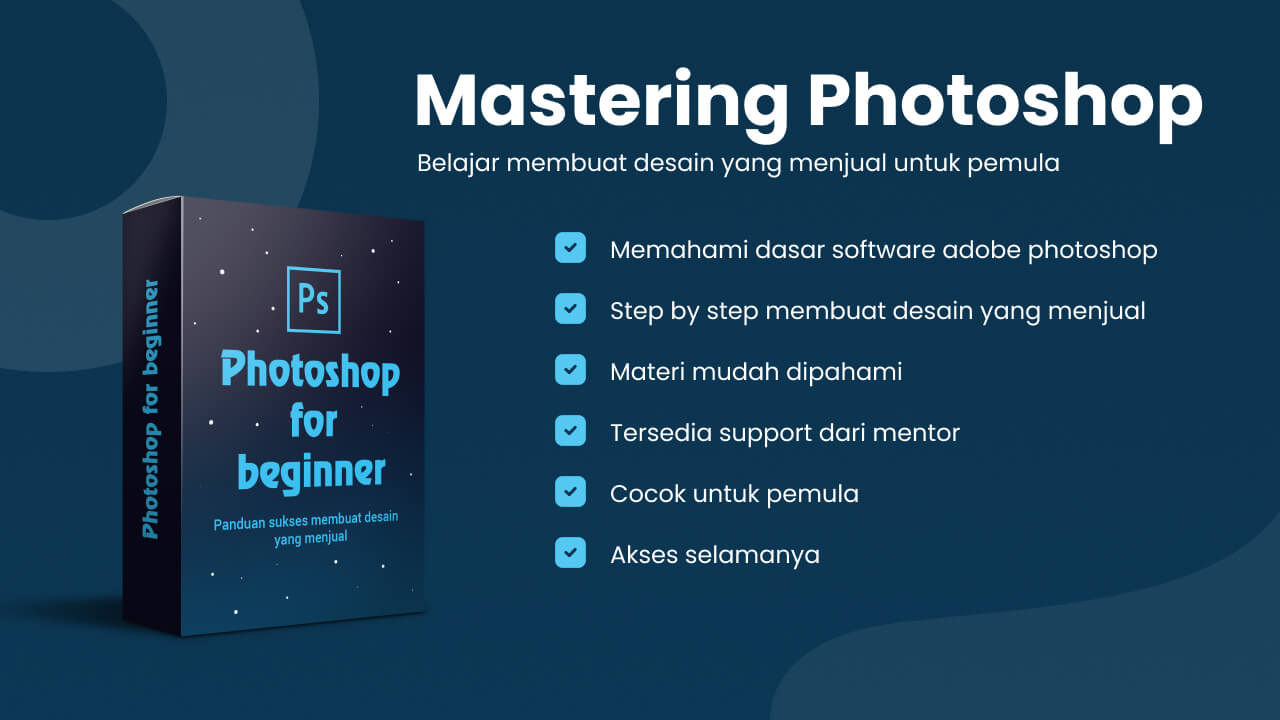 Mastering Photoshop
Belajar membuat desain yang menjual untuk pemula
Photoshop for beginner
Ps
Photoshop
for
beginner
Panduan sukses membuat desain
yang menjual
Memahami dasar software adobe photoshop
Step by step membuat desain yang menjual
Materi mudah dipahami
Tersedia support dari mentor
Cocok untuk pemula
Akses selamanya